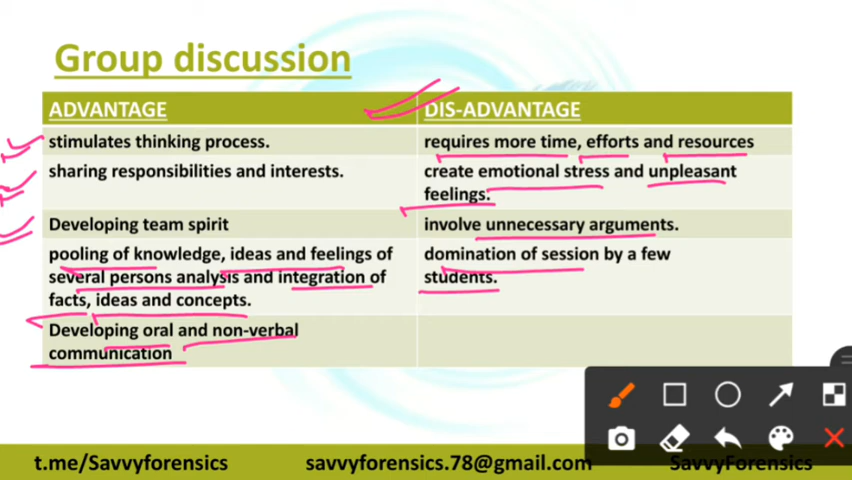 Group discussion
ADVANTAGE
DIS-ADVANTAGE
stimulates thinking process.
requires more time, efforts and resources
sharing responsibilities and interests.
create emotional stress and unpleasant
feelings.
Developing team spirit
involve unnecessary arguments.
pooling of knowledge, ideas and feelings of
several persons analysis and integration of
facts, ideas and concepts.
domination of session by a few
students.
Developing oral and non-verbal
communication
t.me/Savvyforensics
savvyforensics.78@gmail.com
SavvyForensics